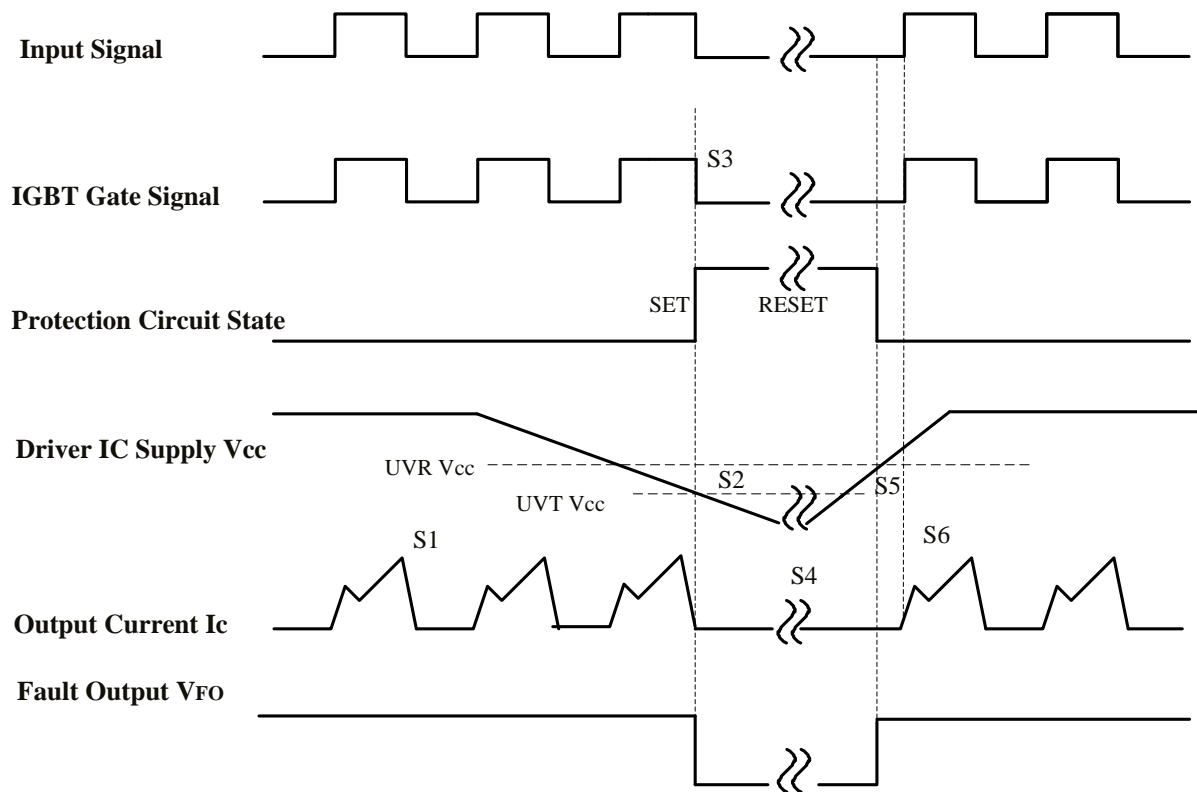 Input Signal
S3
IGBT Gate Signal
SET
RESET
Protection Circuit State
Driver IC Supply Vcc
UVR Vcc
S2
S5
UVT Vcc
S1
S6
S4
Output Current Ic
Fault Output VFO